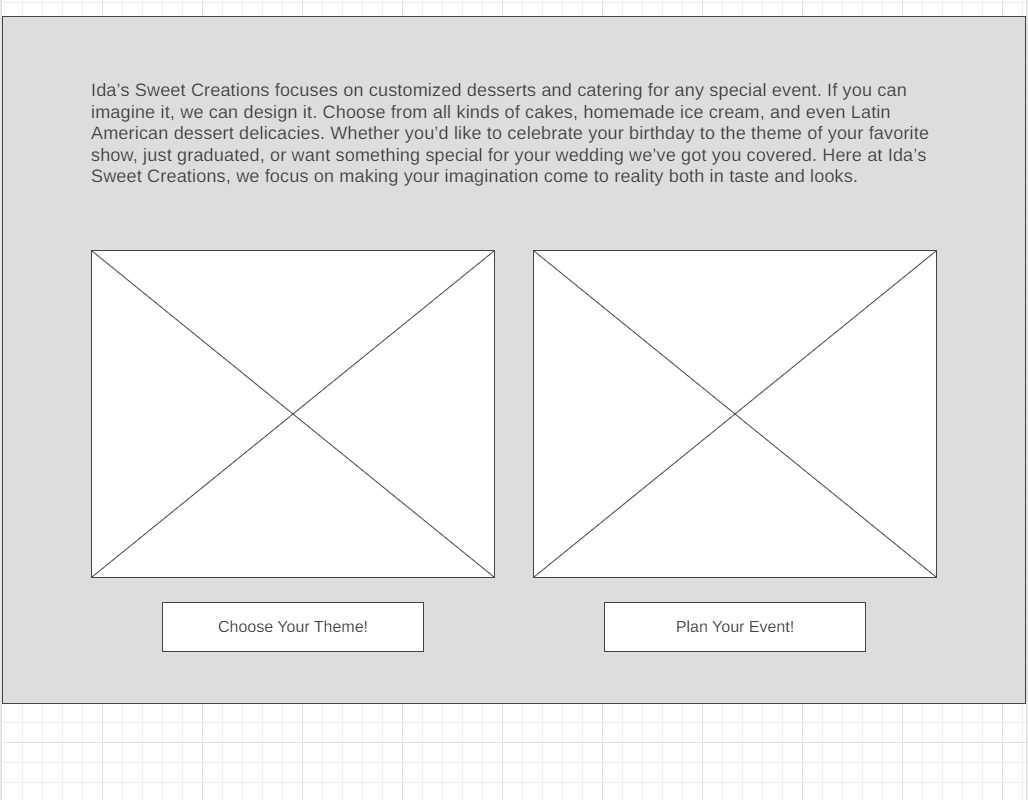 Ida’s Sweet Creations focuses on customized desserts and catering for any special event. If you can
imagine it, we can design it. Choose from all kinds of cakes, homemade ice cream, and even Latin
American dessert delicacies. Whether you’d like to celebrate your birthday to the theme of your favorite
show, just graduated, or want something special for your wedding we’ve got you covered. Here at Ida’s
Sweet Creations, we focus on making your imagination come to reality both in taste and looks.
Choose Your Theme!
Plan Your Event!